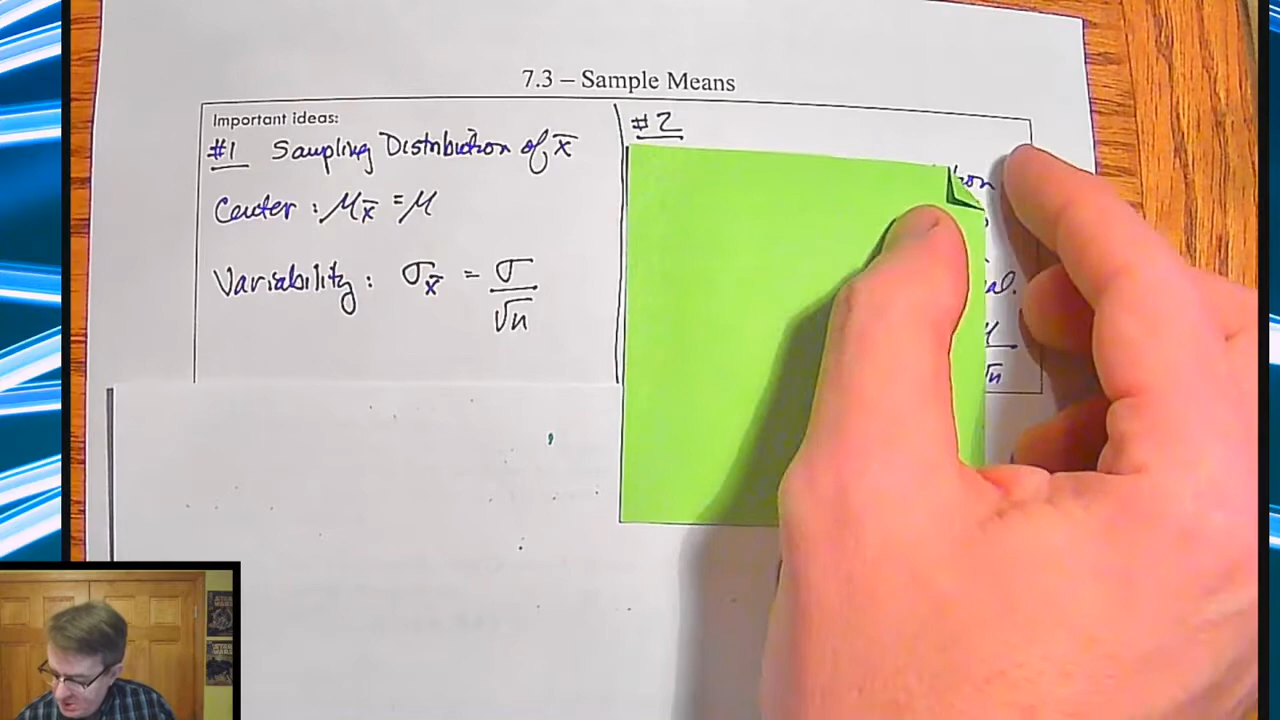 7.3 – Sample Means
Important ideas:
#1 Sampling Distribution of x̄
Center : μx̄ = μ
Variability : σx̄ = σ/√n
#2